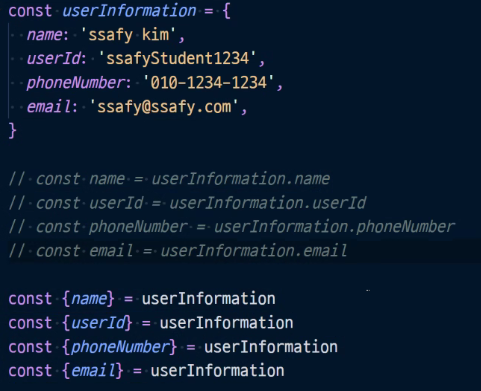 const userInformation = {
  name: 'ssafy kim',
  userId: 'ssafyStudent1234',
  phoneNumber: '010-1234-1234',
  email: 'ssafy@ssafy.com',
}
// const name = userInformation.name
// const userId = userInformation.userId
// const phoneNumber = userInformation.phoneNumber
// const email = userInformation.email
const {name} = userInformation
const {userId} = userInformation
const {phoneNumber} = userInformation
const {email} = userInformation